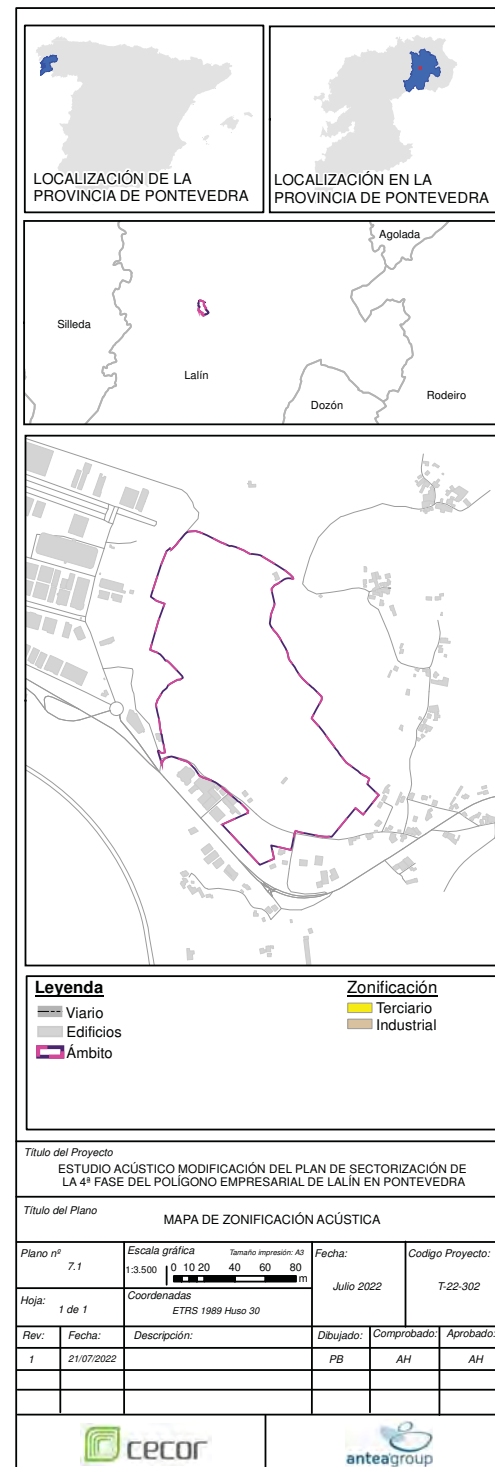 LOCALIZACIÓN DE LA
PROVINCIA DE PONTEVEDRA
LOCALIZACIÓN EN LA
PROVINCIA DE PONTEVEDRA
Agolada
Silleda
Lalín
Dozón
Rodeiro
Leyenda
Viario
Edificios
Ámbito
Zonificación
Terciario
Industrial
Título del Proyecto
ESTUDIO ACÚSTICO MODIFICACIÓN DEL PLAN DE SECTORIZACIÓN DE
LA 4ª FASE DEL POLÍGONO EMPRESARIAL DE LALÍN EN PONTEVEDRA
Título del Plano
MAPA DE ZONIFICACIÓN ACÚSTICA
Plano nº
7.1
Escala gráfica
Tamaño impresión: A3
1:3.500
0 10 20 40 60 80
m
Fecha:
Julio 2022
Codigo Proyecto:
T-22-302
Hoja:
1 de 1
Coordenadas
ETRS 1989 Huso 30
Rev: Fecha: Descripción: Dibujado: Comprobado: Aprobado:
1 21/07/2022 PB AH AH
cecor
anteagroup